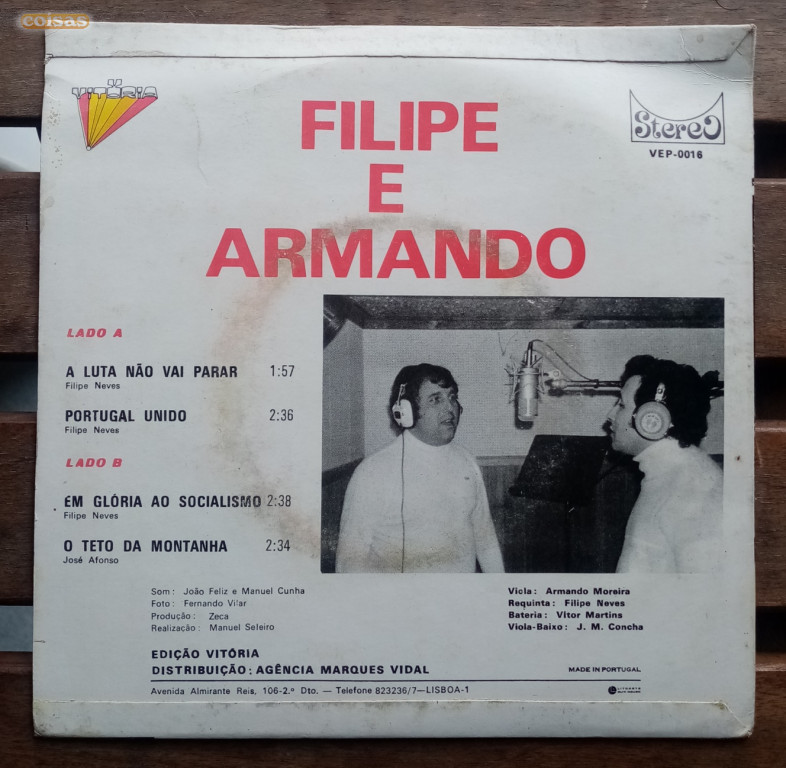 coisas
VITÓRIA
Stereo
VEP-0016
FILIPE
E
ARMANDO
LADO A
A LUTA NÃO VAI PARAR 1:57
Filipe Neves
PORTUGAL UNIDO 2:36
Filipe Neves
LADO B
EM GLÓRIA AO SOCIALISMO 2:38
Filipe Neves
O TETO DA MONTANHA 2:34
José Afonso
Som: João Feliz e Manuel Cunha
Foto: Fernando Vilar
Produção: Zeca
Realização: Manuel Seleiro
Vicla: Armando Moreira
Requinta: Filipe Neves
Bateria: Vitor Martins
Viola-Baixo: J. M. Concha
EDIÇÃO VITÓRIA
DISTRIBUIÇÃO: AGÊNCIA MARQUES VIDAL
MADE IN PORTUGAL
Avenida Almirante Reis, 106-2.º Dto. — Telefone 823236/7—LISBOA-1